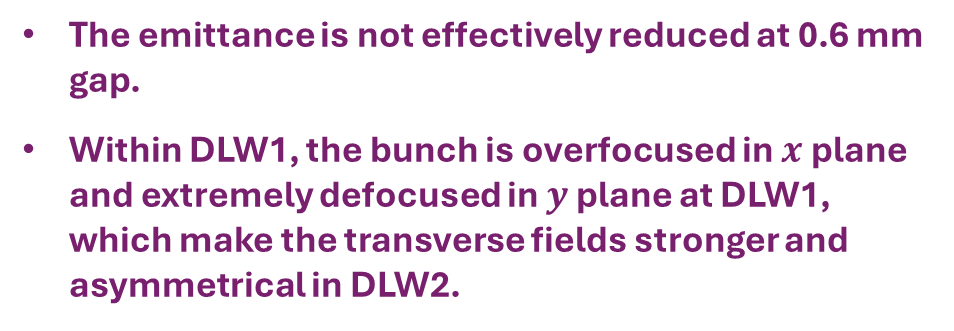 • The emittance is not effectively reduced at 0.6 mm
gap.
• Within DLW1, the bunch is overfocused in 𝑥 plane
and extremely defocused in 𝑦 plane at DLW1,
which make the transverse fields stronger and
asymmetrical in DLW2.